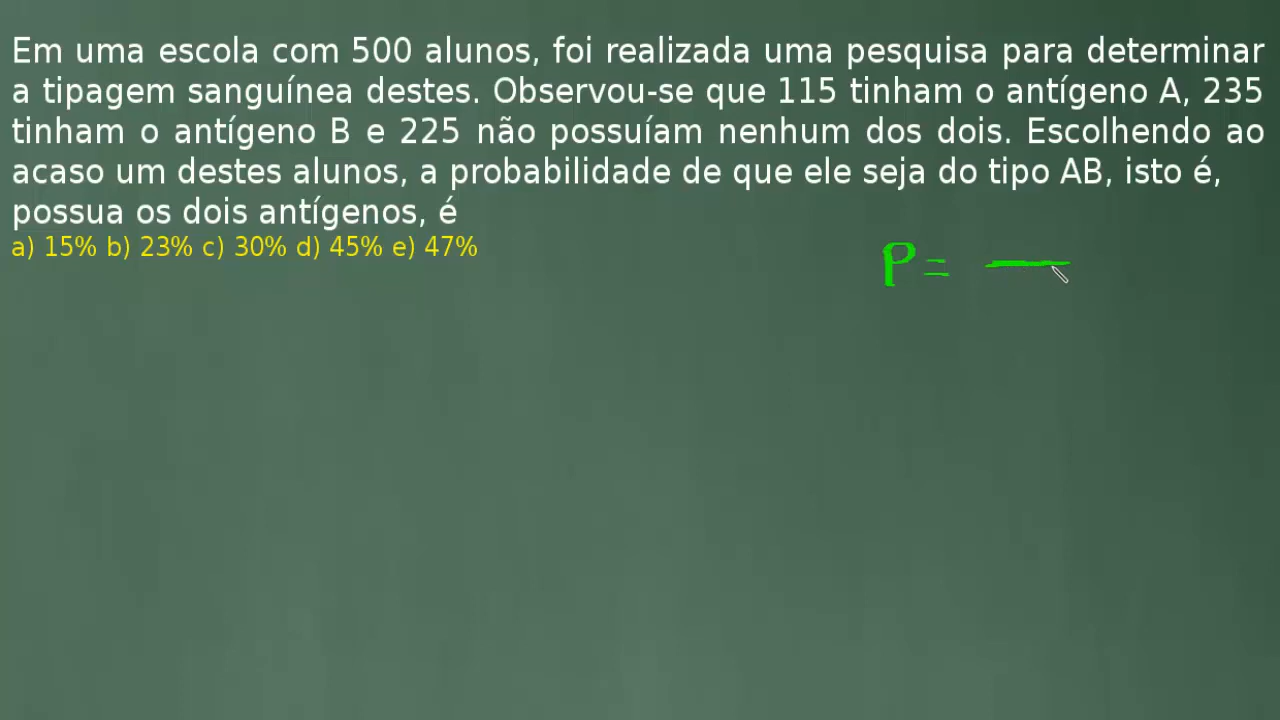 Em uma escola com 500 alunos, foi realizada uma pesquisa para determinar
a tipagem sanguínea destes. Observou-se que 115 tinham o antígeno A, 235
tinham o antígeno B e 225 não possuíam nenhum dos dois. Escolhendo ao
acaso um destes alunos, a probabilidade de que ele seja do tipo AB, isto é,
possua os dois antígenos, é
a) 15% b) 23% c) 30% d) 45% e) 47%
P = —